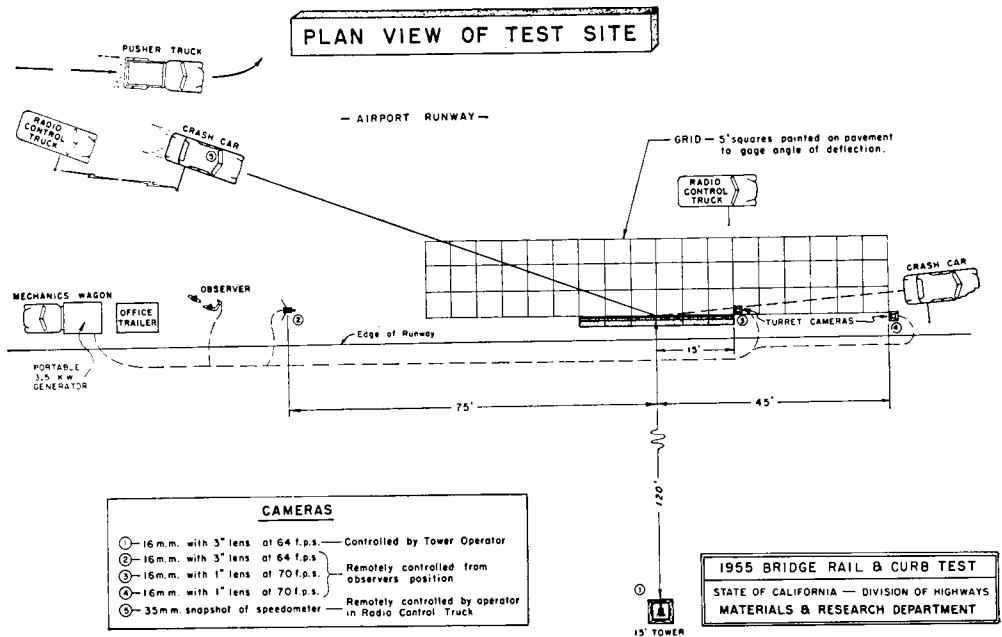 PLAN VIEW OF TEST SITE
PUSHER TRUCK
— AIRPORT RUNWAY —
RADIO
CONTROL
TRUCK
CRASH CAR
5
GRID — 5' squares painted on pavement
to gage angle of deflection.
RADIO
CONTROL
TRUCK
CRASH CAR
MECHANICS WAGON
OFFICE
TRAILER
OBSERVER
2
3
TURRET CAMERAS
4
Edge of Runway
PORTABLE
3.5 KW
GENERATOR
15'
75'
45'
120'
CAMERAS
1 — 16 m.m. with 3" lens at 64 f.p.s. — Controlled by Tower Operator
2 — 16 m.m. with 3" lens at 64 f.p.s.
3 — 16 m.m. with 1" lens at 70 f.p.s.
4 — 16 m.m. with 1" lens at 70 f.p.s.
Remotely controlled from
observers position
5 — 35 m.m. snapshot of speedometer — Remotely controlled by operator
in Radio Control Truck
1
15' TOWER
1955 BRIDGE RAIL & CURB TEST
STATE OF CALIFORNIA — DIVISION OF HIGHWAYS
MATERIALS & RESEARCH DEPARTMENT